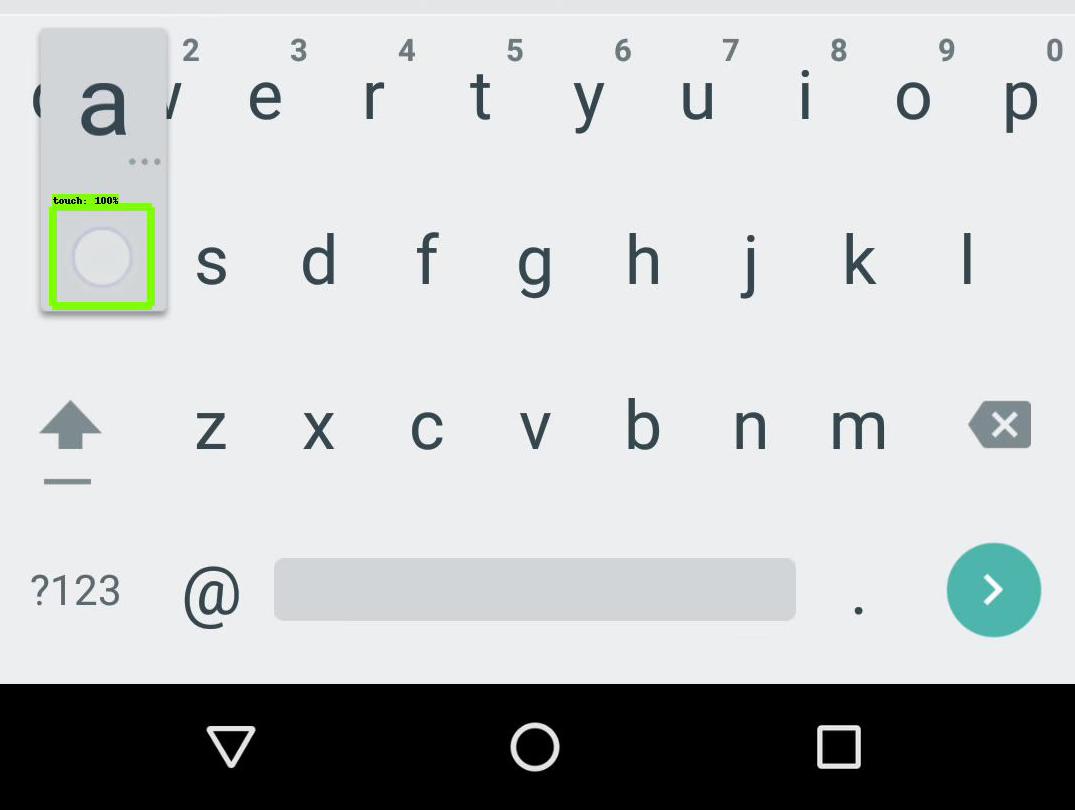 2 3 4 5 6 7 8 9 0
e r t y u i o p
a
...
touch: 100%
s d f g h j k l
z x c v b n m
?123 @ .